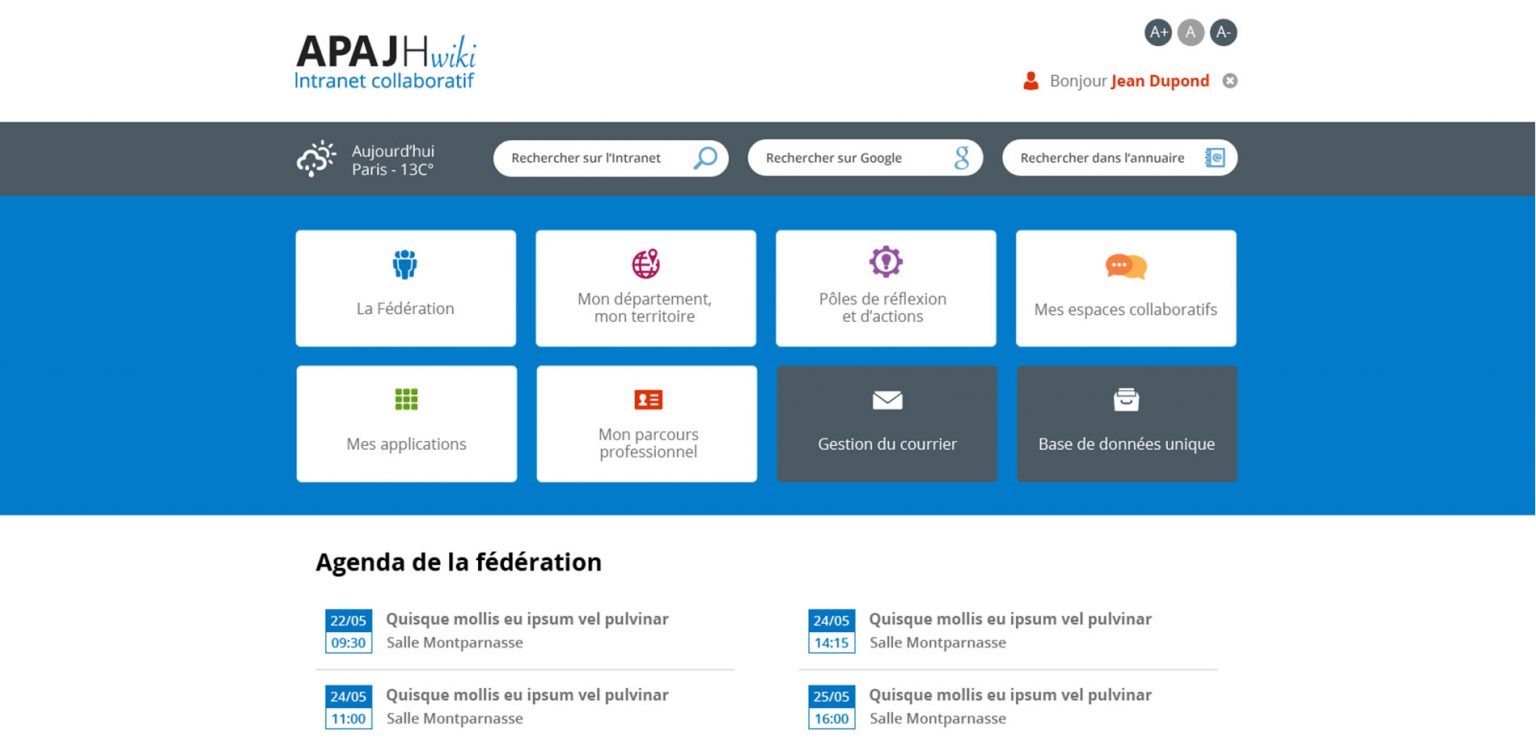 APAJH wiki
Intranet collaboratif
A+ A A-
Bonjour Jean Dupond
Aujourd'hui
Paris - 13C°
Rechercher sur l'Intranet
Rechercher sur Google
g
Rechercher dans l'annuaire
La Fédération
Mon département,
mon territoire
Pôles de réflexion
et d'actions
Mes espaces collaboratifs
Mes applications
Mon parcours
professionnel
Gestion du courrier
Base de données unique
Agenda de la fédération
22/05
09:30
Quisque mollis eu ipsum vel pulvinar
Salle Montparnasse
24/05
14:15
Quisque mollis eu ipsum vel pulvinar
Salle Montparnasse
24/05
11:00
Quisque mollis eu ipsum vel pulvinar
Salle Montparnasse
25/05
16:00
Quisque mollis eu ipsum vel pulvinar
Salle Montparnasse